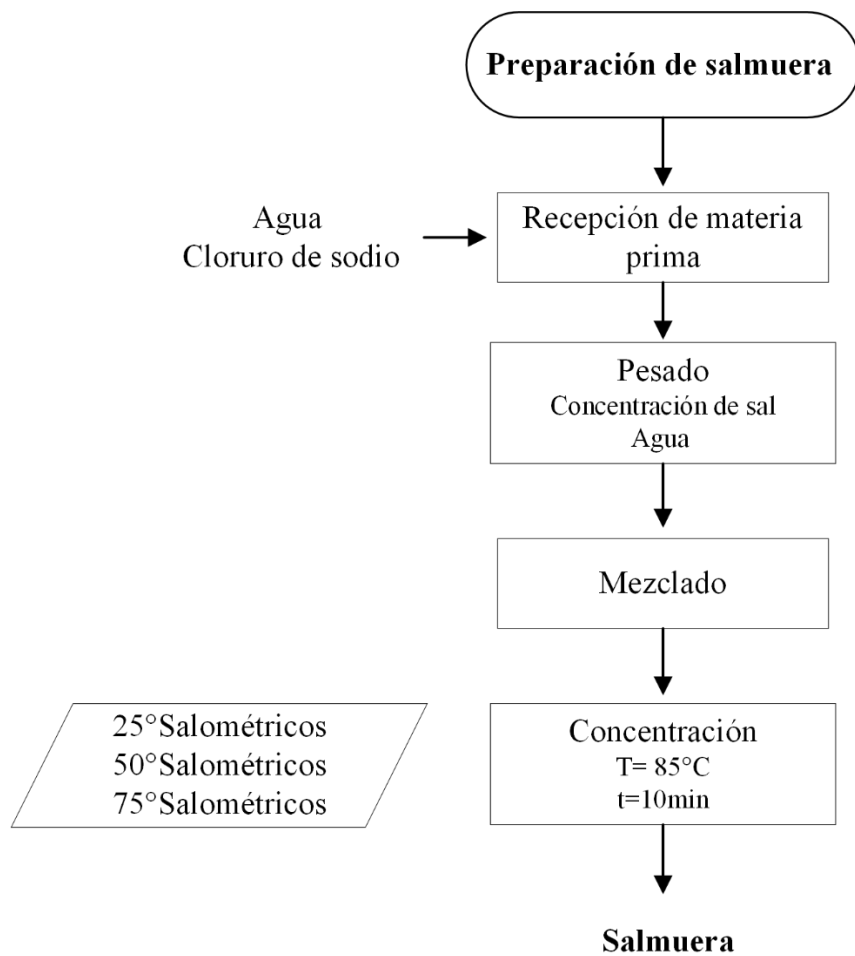 Preparación de salmuera
Agua
Cloruro de sodio
Recepción de materia
prima
Pesado
Concentración de sal
Agua
Mezclado
25°Salométricos
50°Salométricos
75°Salométricos
Concentración
T= 85°C
t=10min
Salmuera